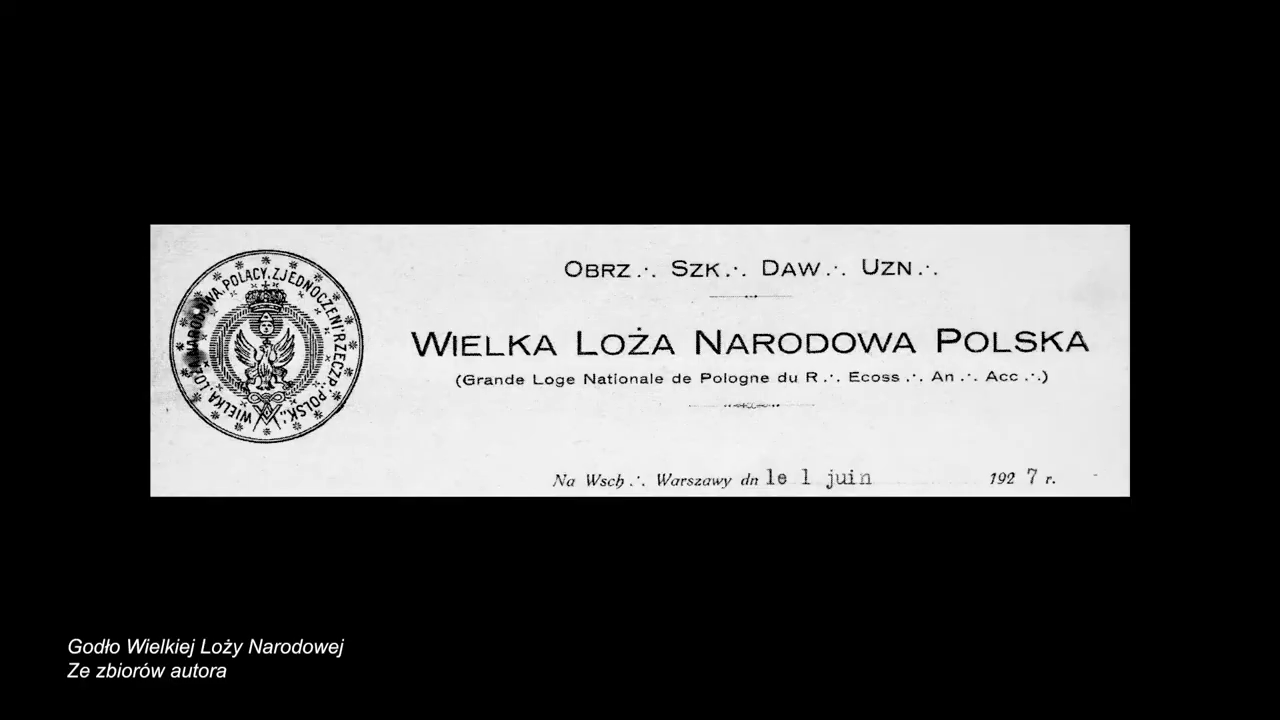 WIELKA LOŻA NARODOWA. POLACY. ZJEDNOCZENI RZECZP.·. POLSK.·.
OBRZ.·. SZK.·. DAW.·. UZN.·.
WIELKA LOŻA NARODOWA POLSKA
(Grande Loge Nationale de Pologne du R.·. Ecoss.·. An.·. Acc.·.)
Na Wsch.·. Warszawy dn le 1 juin 1927 r.
Godło Wielkiej Loży Narodowej
Ze zbiorów autora